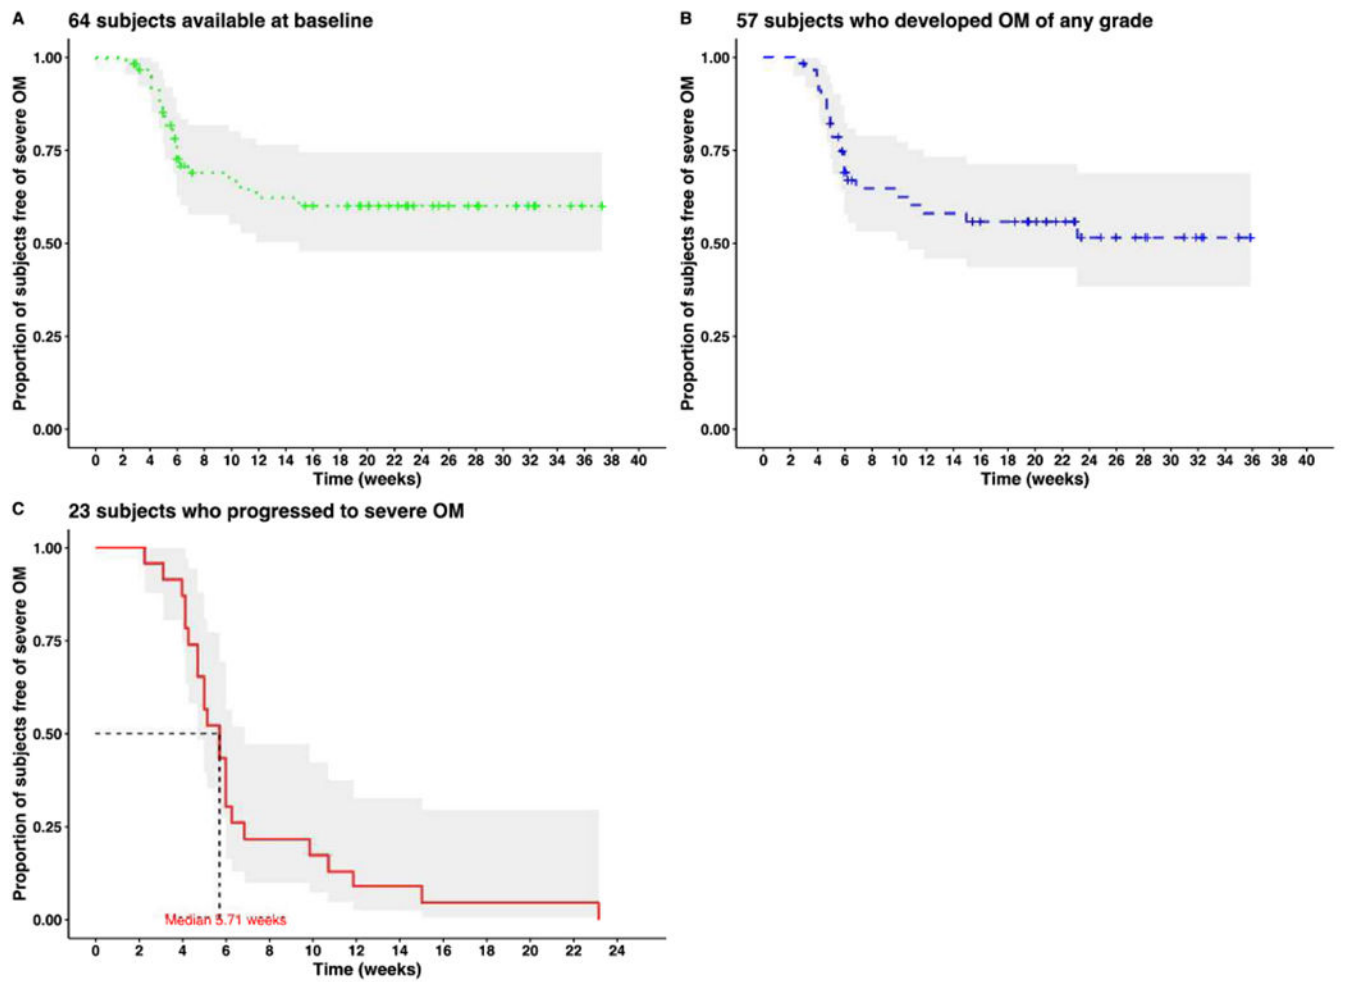 A 64 subjects available at baseline
Proportion of subjects free of severe OM
1.00
0.75
0.50
0.25
0.00
0 2 4 6 8 10 12 14 16 18 20 22 24 26 28 30 32 34 36 38 40
Time (weeks)
B 57 subjects who developed OM of any grade
Proportion of subjects free of severe OM
1.00
0.75
0.50
0.25
0.00
0 2 4 6 8 10 12 14 16 18 20 22 24 26 28 30 32 34 36 38 40
Time (weeks)
C 23 subjects who progressed to severe OM
Proportion of subjects free of severe OM
1.00
0.75
0.50
0.25
0.00
Median 5.71 weeks
0 2 4 6 8 10 12 14 16 18 20 22 24
Time (weeks)